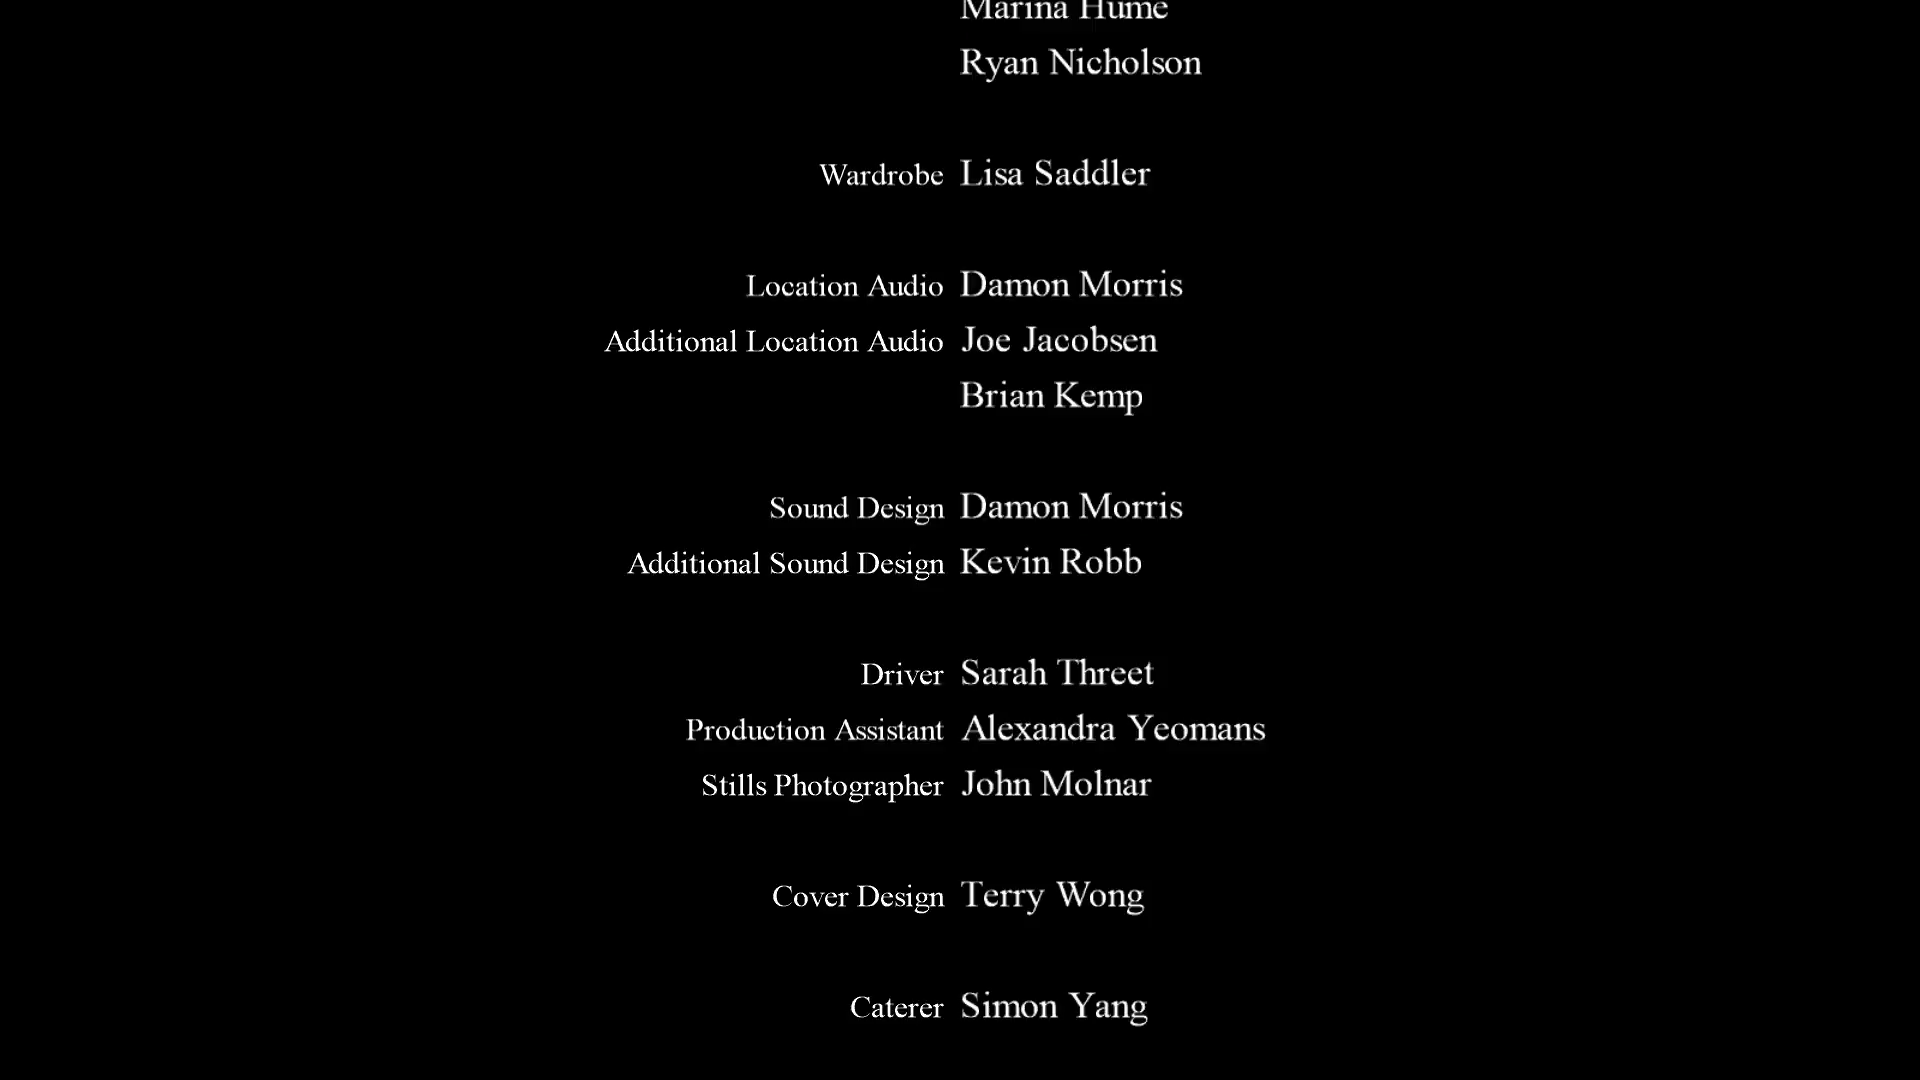 Marina Hume
Ryan Nicholson
Wardrobe Lisa Saddler
Location Audio Damon Morris
Additional Location Audio Joe Jacobsen
Brian Kemp
Sound Design Damon Morris
Additional Sound Design Kevin Robb
Driver Sarah Threet
Production Assistant Alexandra Yeomans
Stills Photographer John Molnar
Cover Design Terry Wong
Caterer Simon Yang